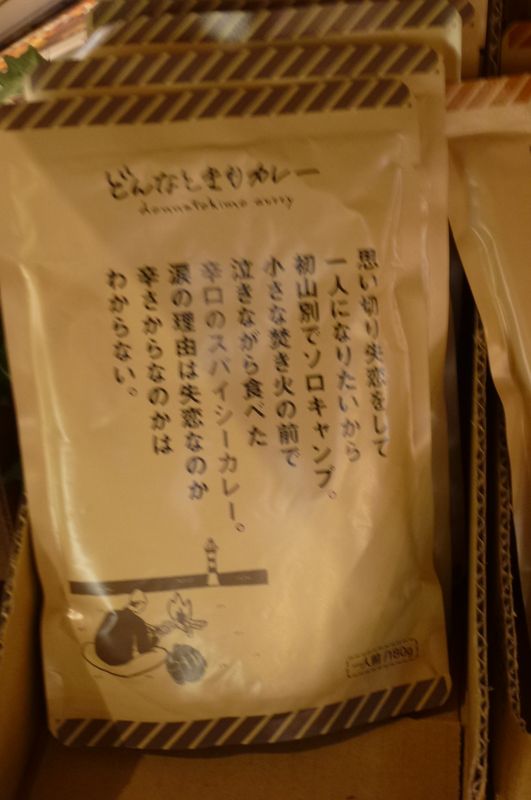 どんなときもカレー
donnatokimo curry
思い切り失恋をして
一人になりたいから
初山別でソロキャンプ。
小さな焚き火の前で
泣きながら食べた
辛口のスパイシーカレー。
涙の理由は失恋なのか
辛さからなのかは
わからない。
一人前/180g